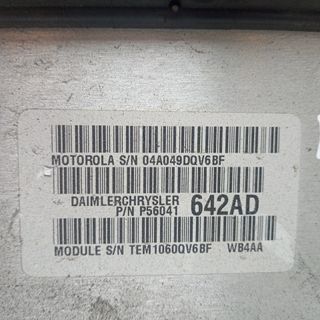 MOTOROLA S/N 04A049DQV6BF
DAIMLERCHRYSLER
P/N P56041 642AD
MODULE S/N TEM1060QV6BF WB4AA